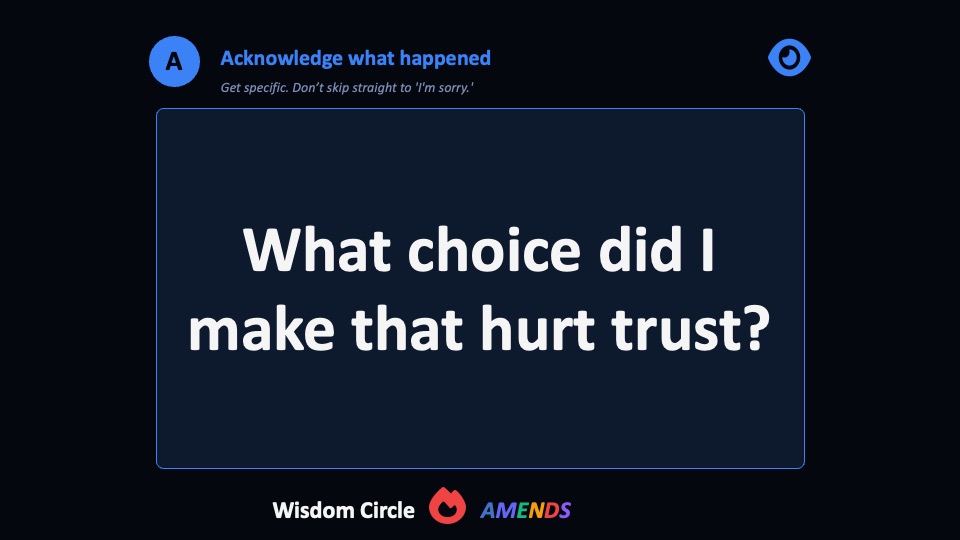 A
Acknowledge what happened
Get specific. Don’t skip straight to 'I'm sorry.'
What choice did I
make that hurt trust?
Wisdom Circle AMENDS